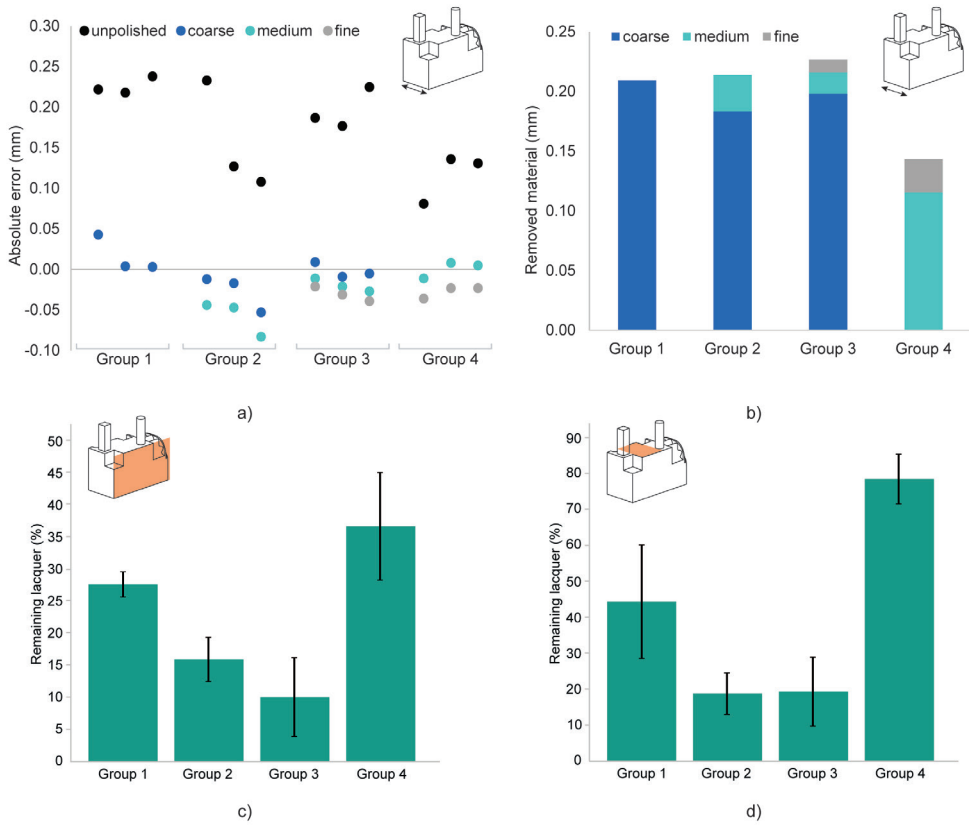 unpolished coarse medium fine
Absolute error (mm)
0.30
0.25
0.20
0.15
0.10
0.05
0.00
-0.05
-0.10
Group 1 Group 2 Group 3 Group 4
a)
coarse medium fine
Removed material (mm)
0.25
0.20
0.15
0.10
0.05
0.00
Group 1 Group 2 Group 3 Group 4
b)
Remaining lacquer (%)
50
45
40
35
30
25
20
15
10
5
0
Group 1 Group 2 Group 3 Group 4
c)
Remaining lacquer (%)
90
80
70
60
50
40
30
20
10
0
Group 1 Group 2 Group 3 Group 4
d)